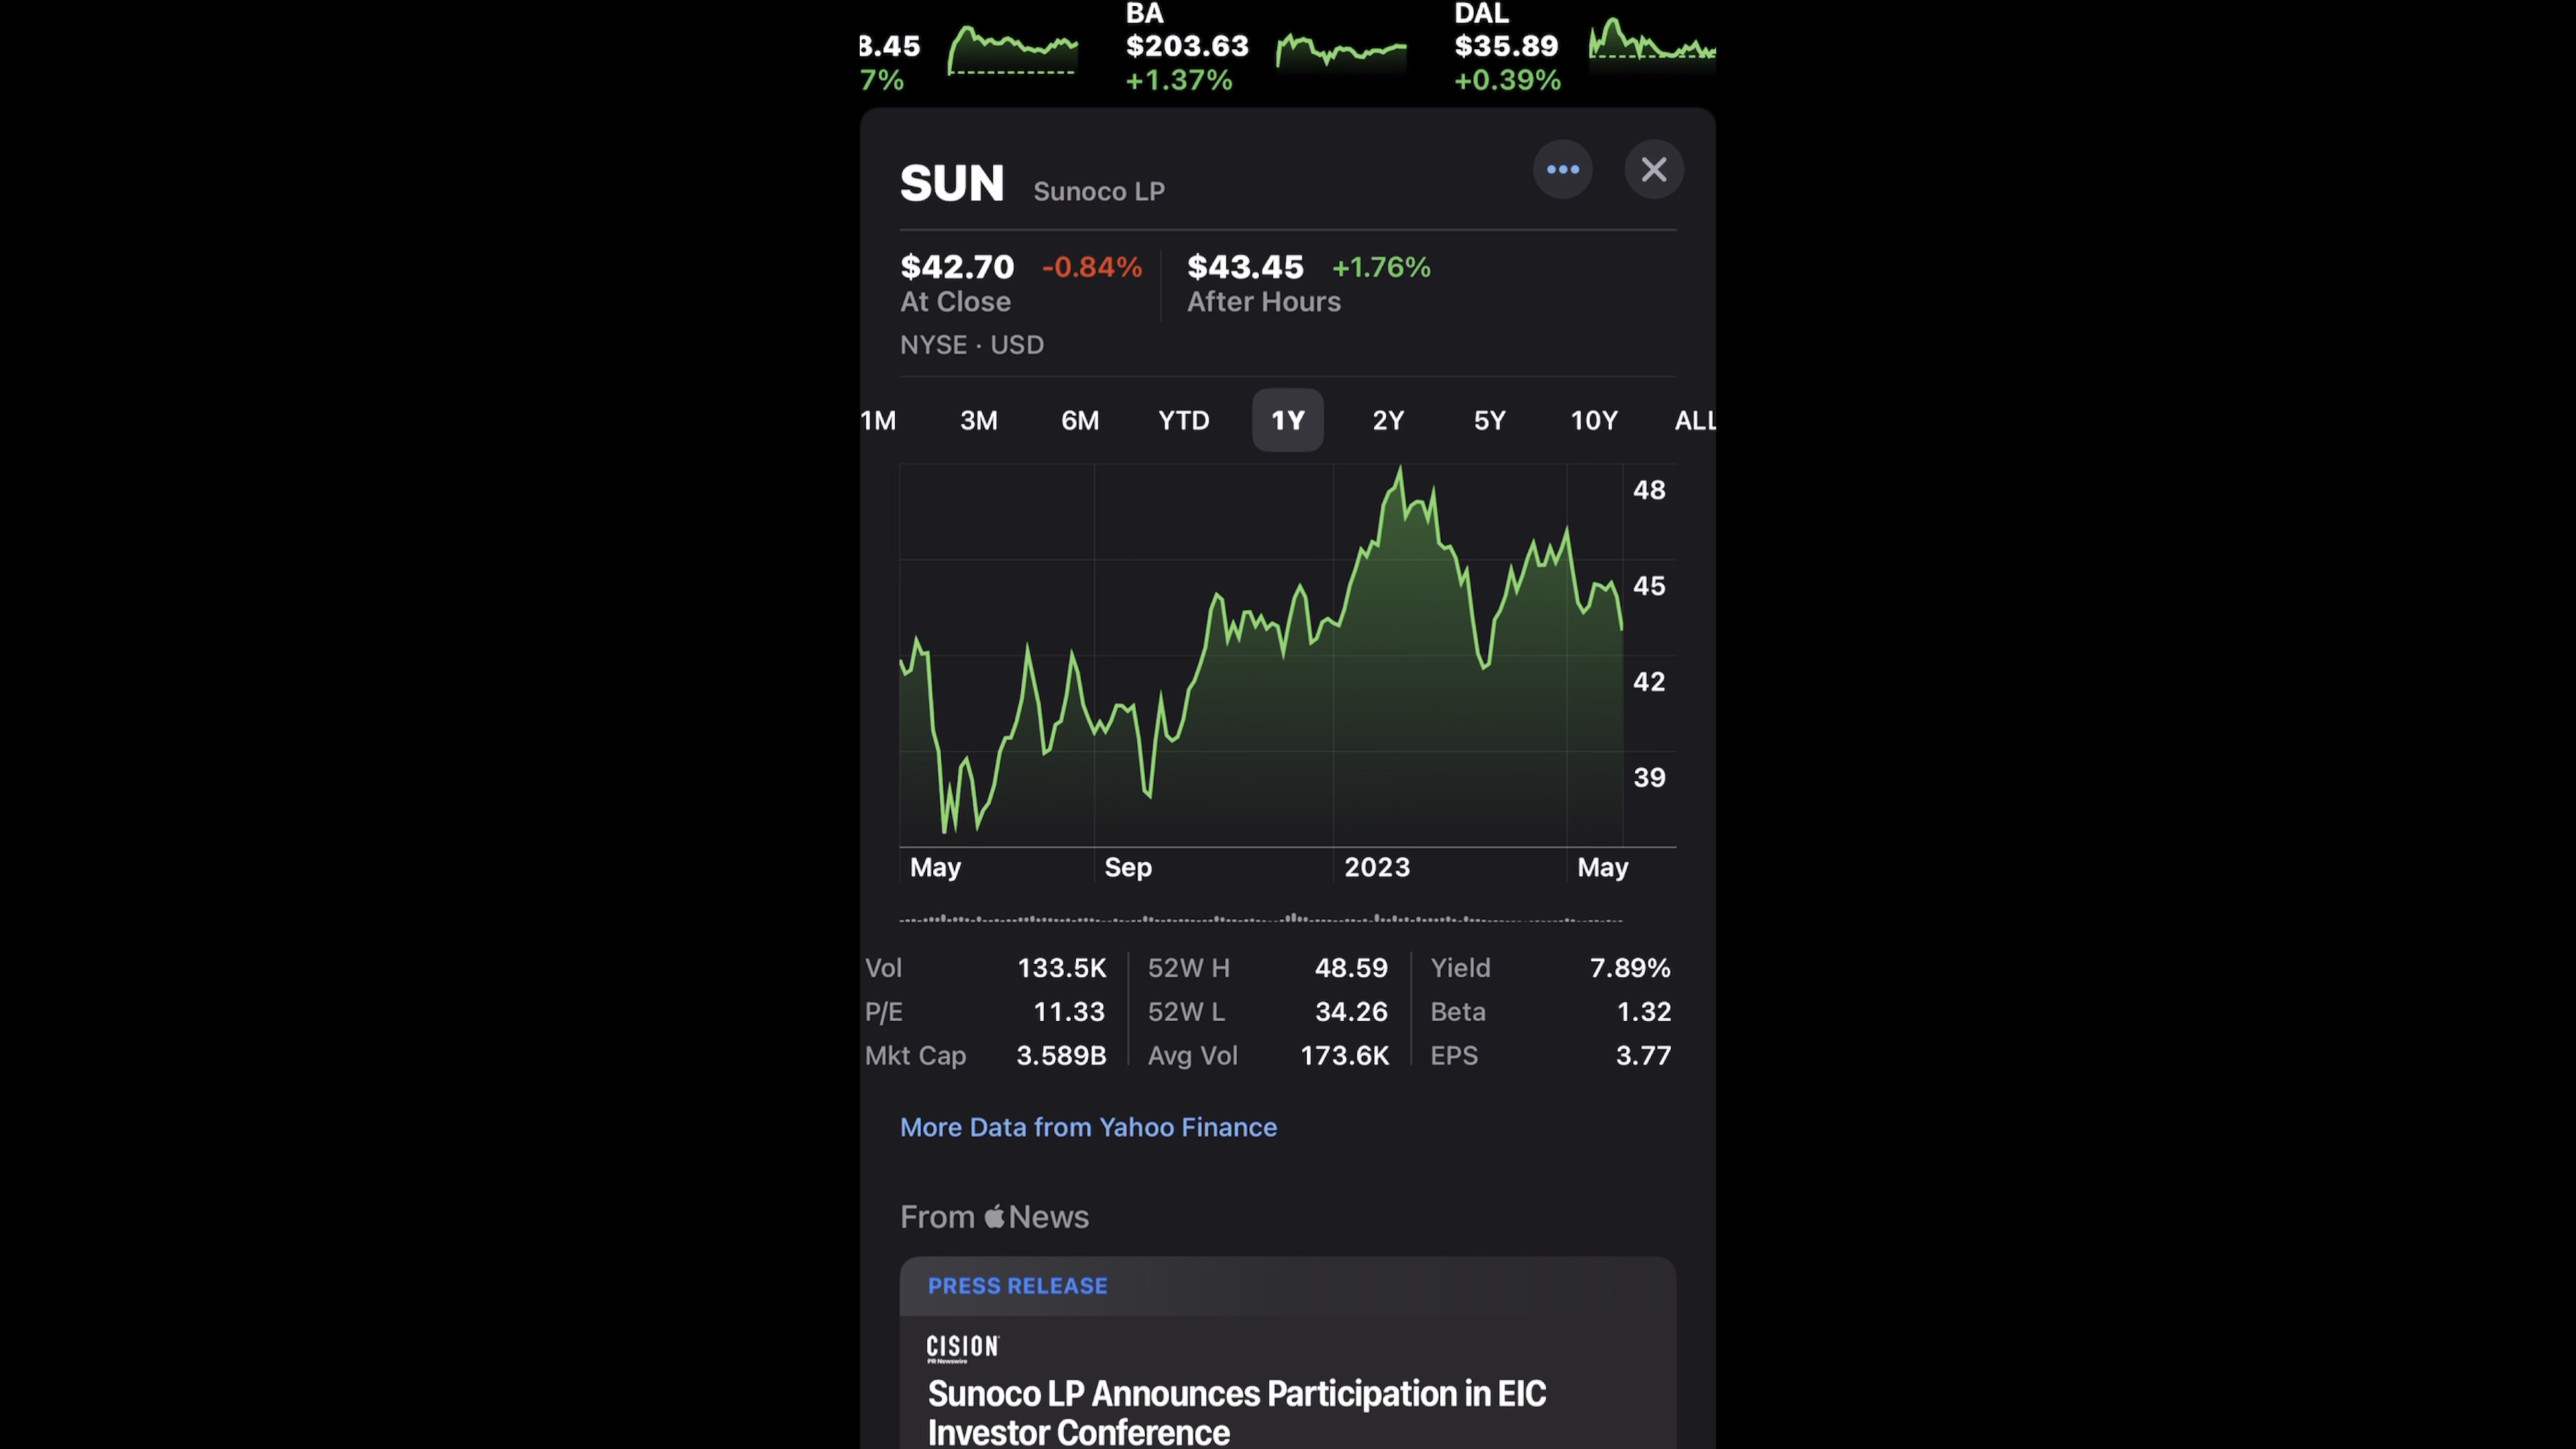 BA
DAL
8.45
$203.63
$35.89
7%
+1.37%
+0.39%
SUN Sunoco LP
$42.70 -0.84% $43.45 +1.76%
At Close After Hours
NYSE · USD
1M 3M 6M YTD 1Y 2Y 5Y 10Y ALL
48
45
42
39
May Sep 2023 May
Vol 133.5K 52W H 48.59 Yield 7.89%
P/E 11.33 52W L 34.26 Beta 1.32
Mkt Cap 3.589B Avg Vol 173.6K EPS 3.77
More Data from Yahoo Finance
From News
PRESS RELEASE
CISION
PR Newswire
Sunoco LP Announces Participation in EIC
Investor Conference